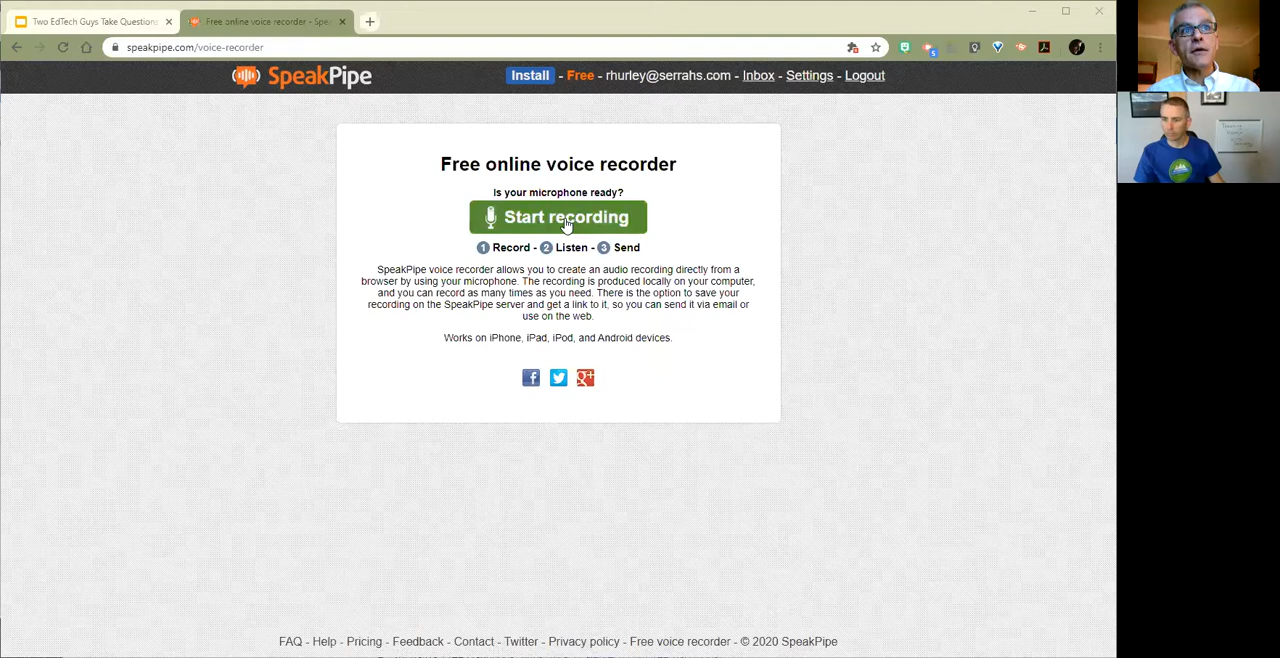 Two EdTech Guys Take Questions
Free online voice recorder - Spe
speakpipe.com/voice-recorder
SpeakPipe
Install - Free - rhurley@serrahs.com - Inbox - Settings - Logout
Free online voice recorder
Is your microphone ready?
Start recording
1 Record - 2 Listen - 3 Send
SpeakPipe voice recorder allows you to create an audio recording directly from a
browser by using your microphone. The recording is produced locally on your computer,
and you can record as many times as you need. There is the option to save your
recording on the SpeakPipe server and get a link to it, so you can send it via email or
use on the web.
Works on iPhone, iPad, iPod, and Android devices.
FAQ - Help - Pricing - Feedback - Contact - Twitter - Privacy policy - Free voice recorder - © 2020 SpeakPipe